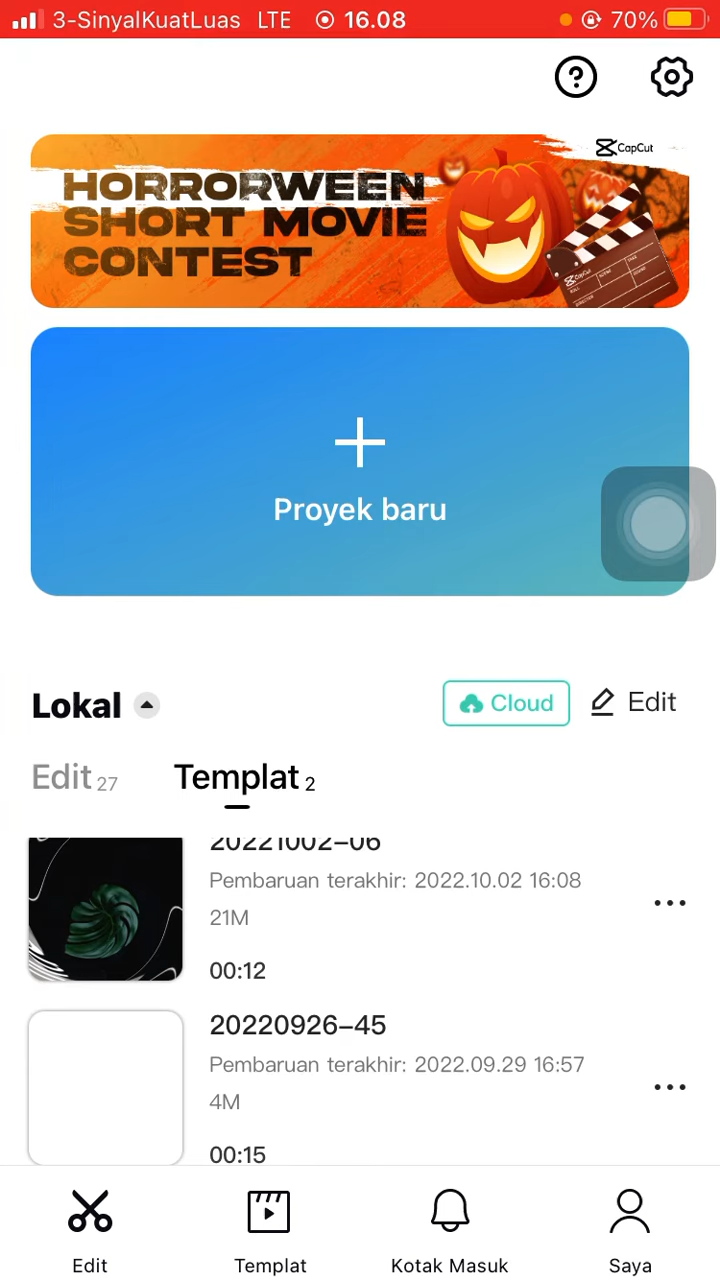 3-SinyalKuatLuas LTE 16.08 70%
CapCut
HORRORWEEN
SHORT MOVIE
CONTEST
Proyek baru
Lokal
Cloud
Edit
Edit 27
Templat 2
20221002-06
Pembaruan terakhir: 2022.10.02 16:08
21M
00:12
20220926-45
Pembaruan terakhir: 2022.09.29 16:57
4M
00:15
Edit
Templat
Kotak Masuk
Saya